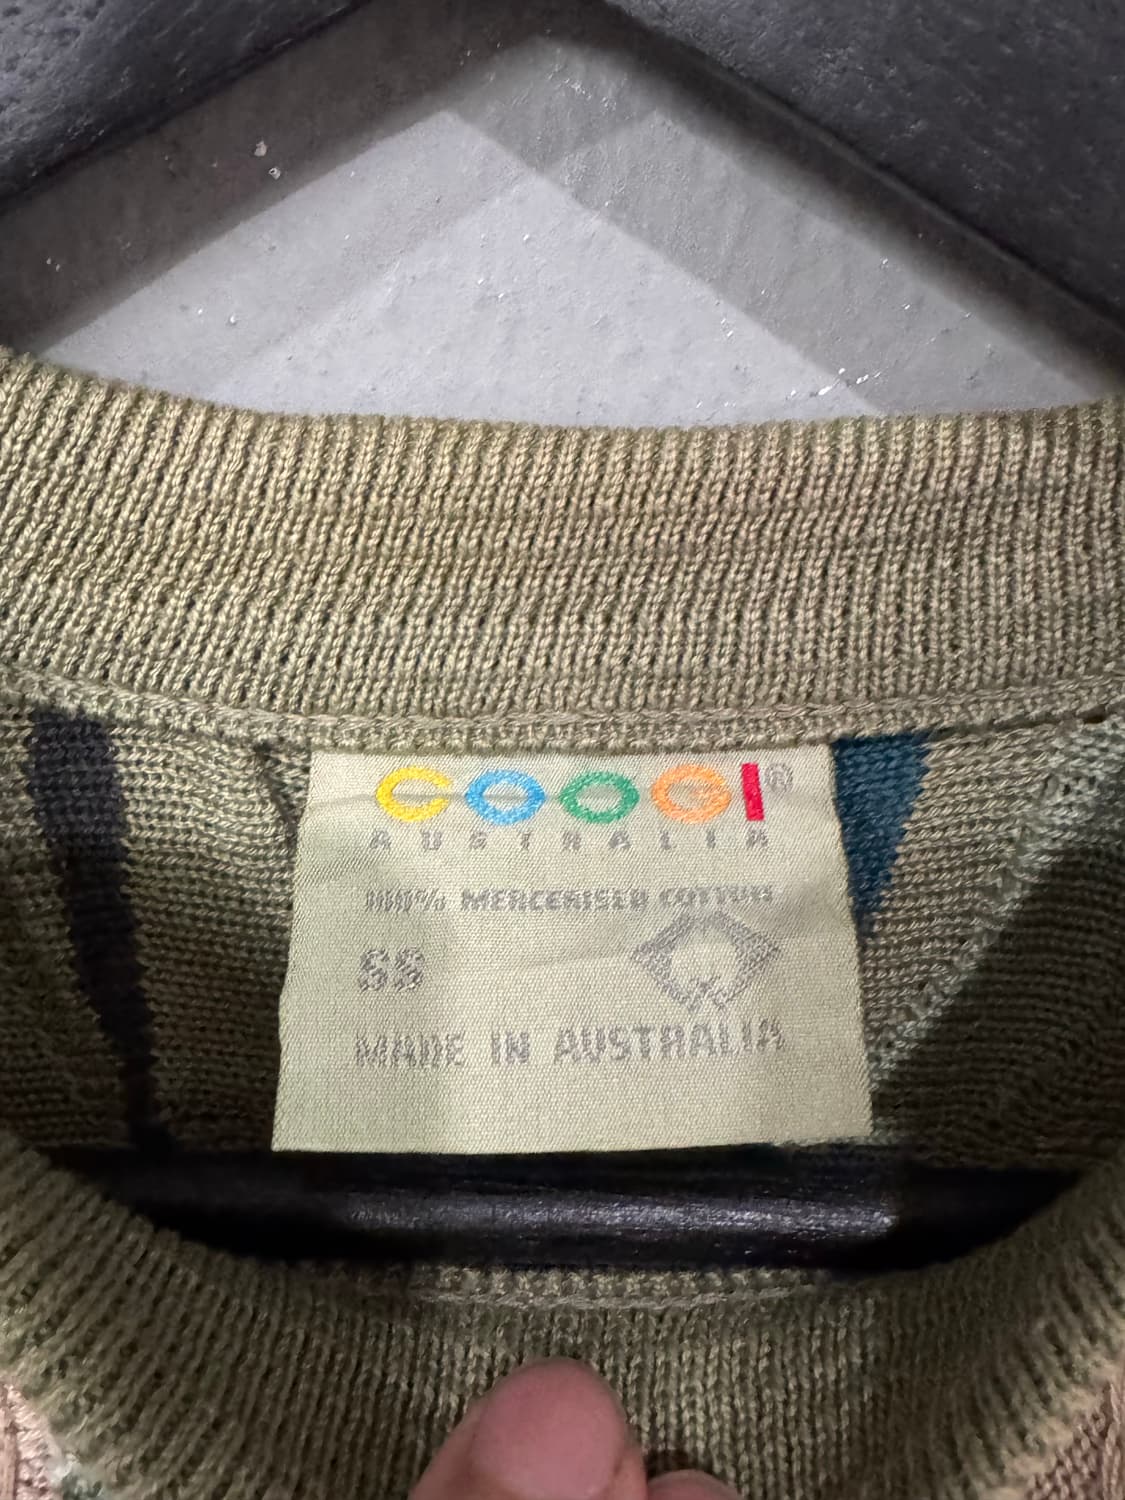 COOGI®
AUSTRALIA
100% MERCERISED COTTON
SS
MADE IN AUSTRALIA